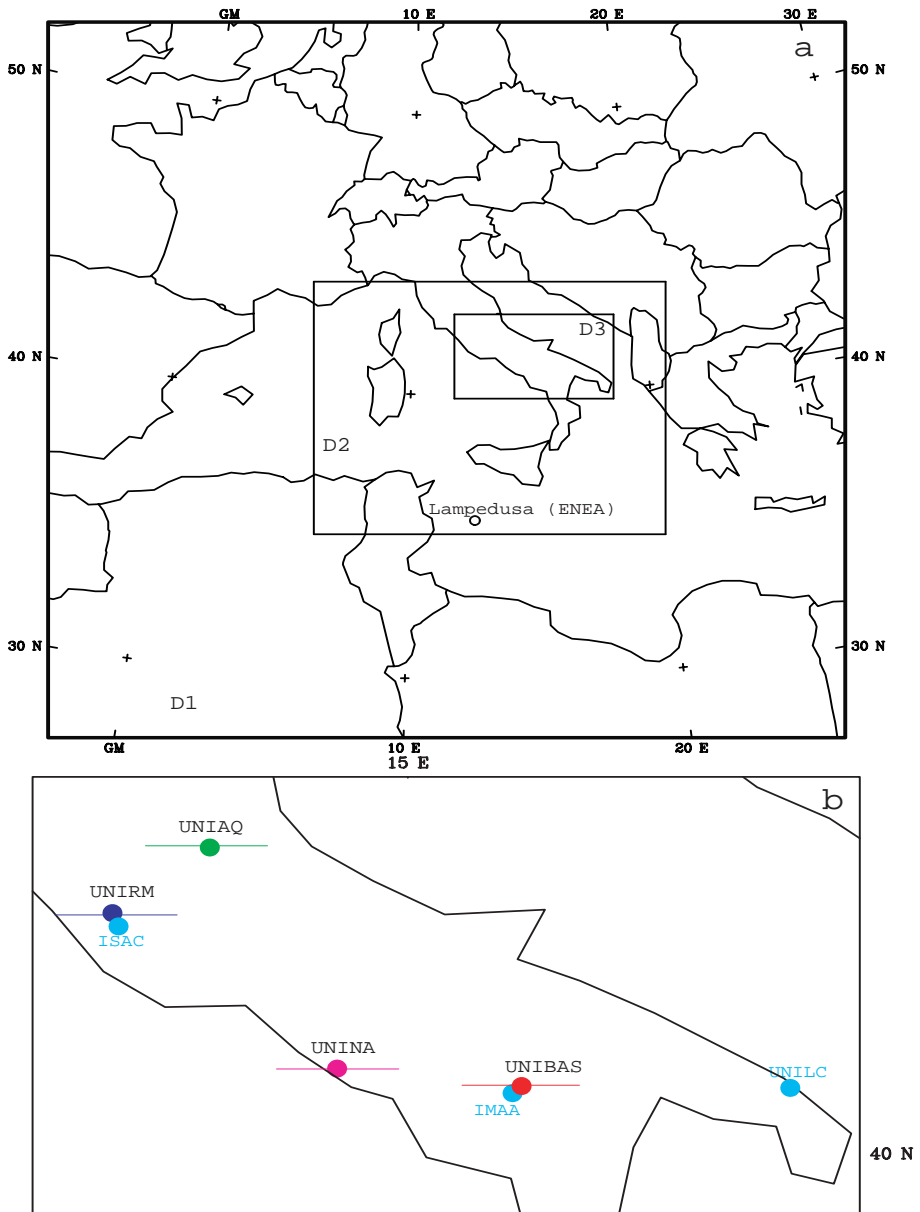 GM 10 E 20 E 30 E
a
50 N 50 N
D3
40 N 40 N
D2
Lampedusa (ENEA)
30 N 30 N
D1
GM 10 E 20 E
15 E
b
UNIAQ
UNIRM
ISAC
UNINA
UNIBAS
UNILC
IMAA
40 N